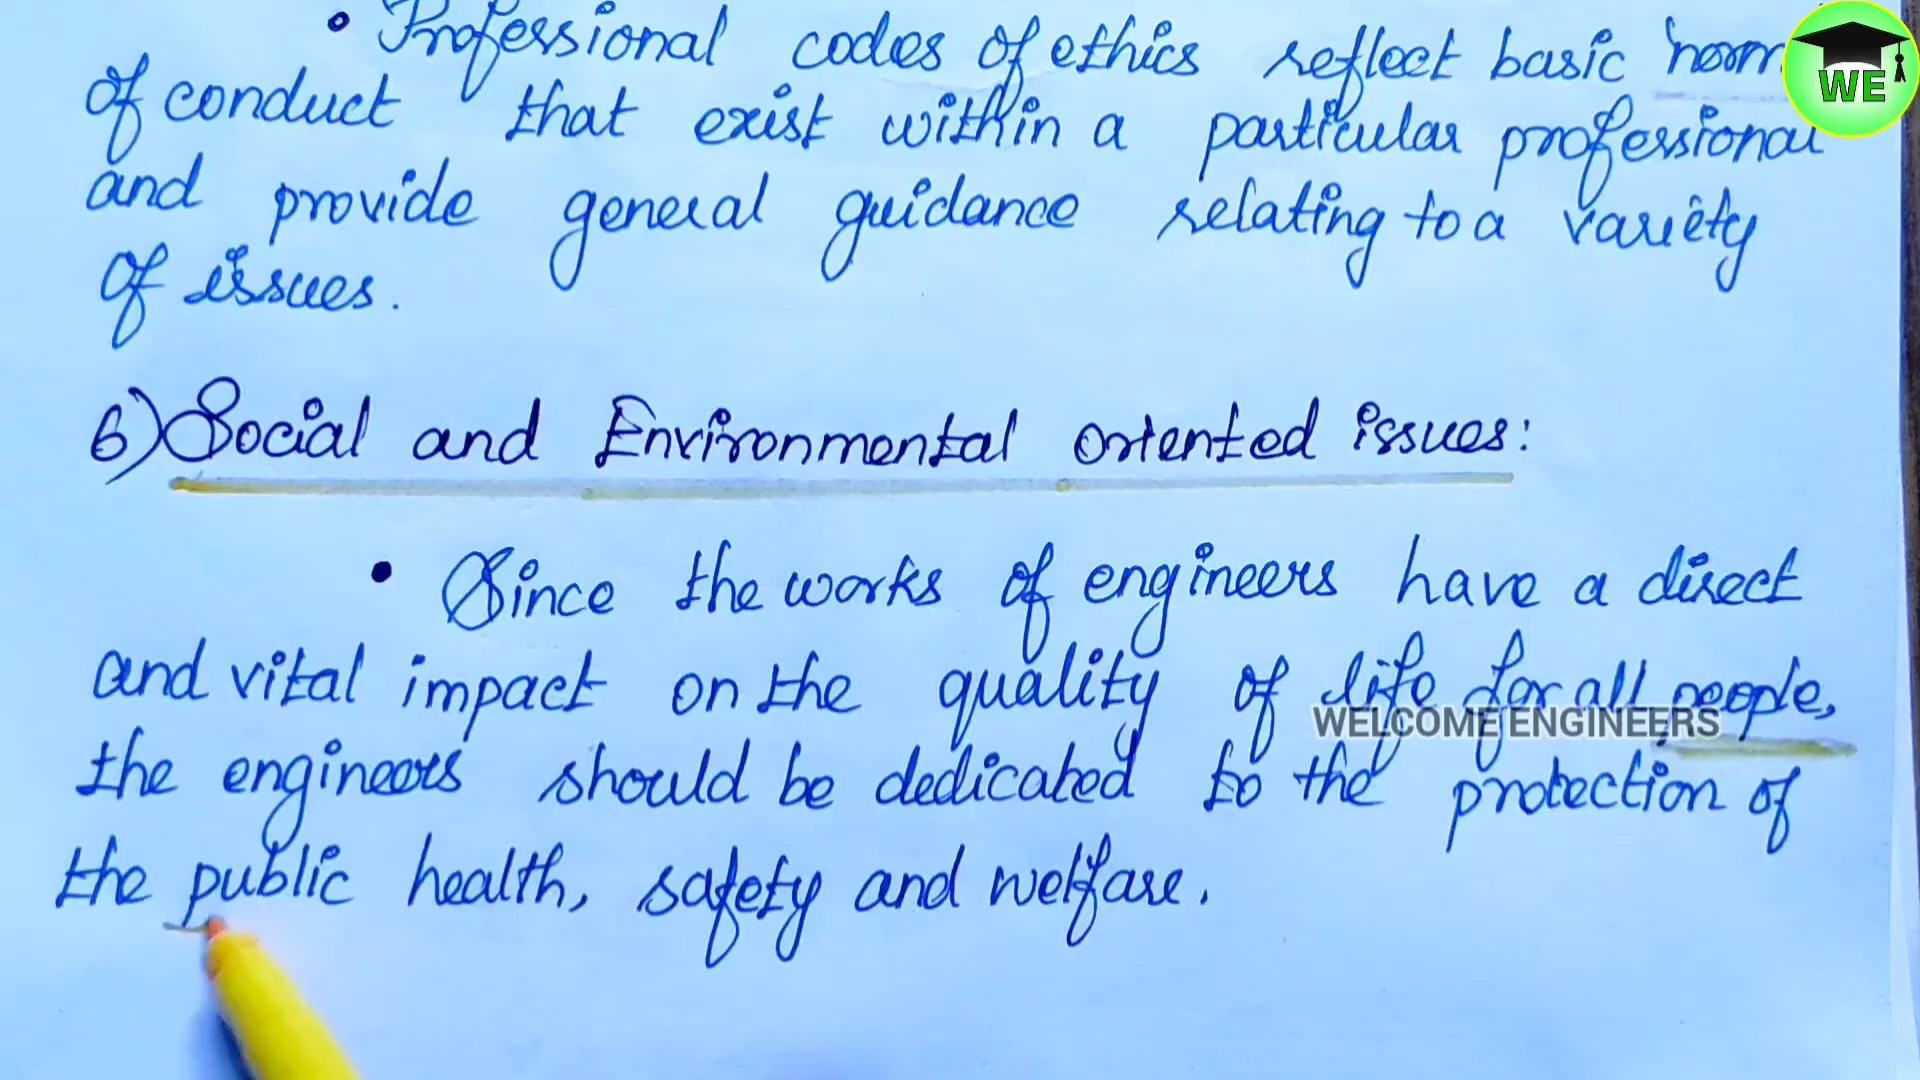 • Professional codes of ethics reflect basic norm
of conduct that exist within a particular professional
and provide general guidance relating to a variety
of issues.
6) Social and Environmental oriented issues:
• Since the works of engineers have a direct
and vital impact on the quality of life for all people,
the engineers should be dedicated to the protection of
the public health, safety and welfare.
WE
WELCOME ENGINEERS